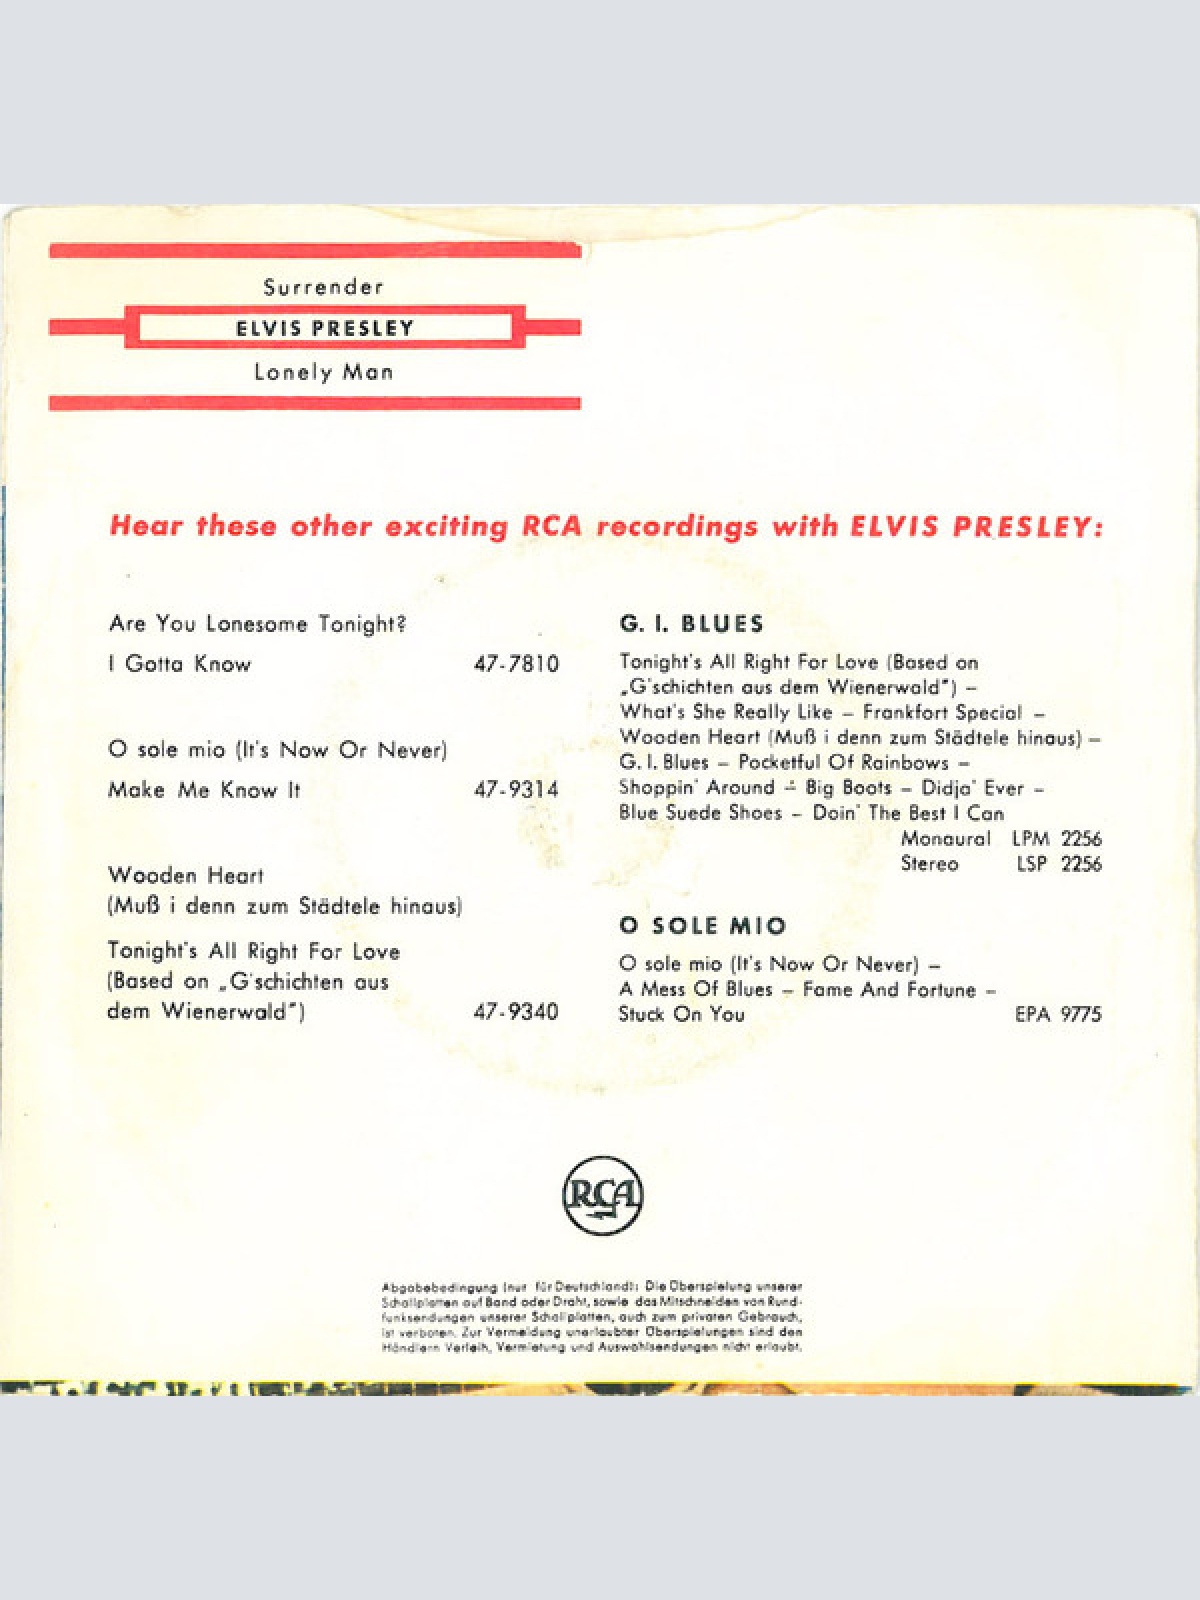 Surrender
ELVIS PRESLEY
Lonely Man
Hear these other exciting RCA recordings with ELVIS PRESLEY:
Are You Lonesome Tonight?
I Gotta Know 47-7810
O sole mio (It's Now Or Never)
Make Me Know It 47-9314
Wooden Heart
(Muß i denn zum Städtele hinaus)
Tonight's All Right For Love
(Based on „G'schichten aus
dem Wienerwald") 47-9340
G. I. BLUES
Tonight's All Right For Love (Based on
„G'schichten aus dem Wienerwald") –
What's She Really Like – Frankfort Special –
Wooden Heart (Muß i denn zum Städtele hinaus) –
G. I. Blues – Pocketful Of Rainbows –
Shoppin' Around – Big Boots – Didja' Ever –
Blue Suede Shoes – Doin' The Best I Can
Monaural LPM 2256
Stereo LSP 2256
O SOLE MIO
O sole mio (It's Now Or Never) –
A Mess Of Blues – Fame And Fortune –
Stuck On You EPA 9775
RCA
Abgabebedingung (nur für Deutschland): Die Überspielung unserer
Schallplatten auf Band oder Draht, sowie das Mitschneiden von Rund-
funksendungen unserer Schallplatten, auch zum privaten Gebrauch,
ist verboten. Zur Vermeidung unerlaubter Überspielungen sind den
Händlern Verleih, Vermietung und Auswahlsendungen nicht erlaubt.